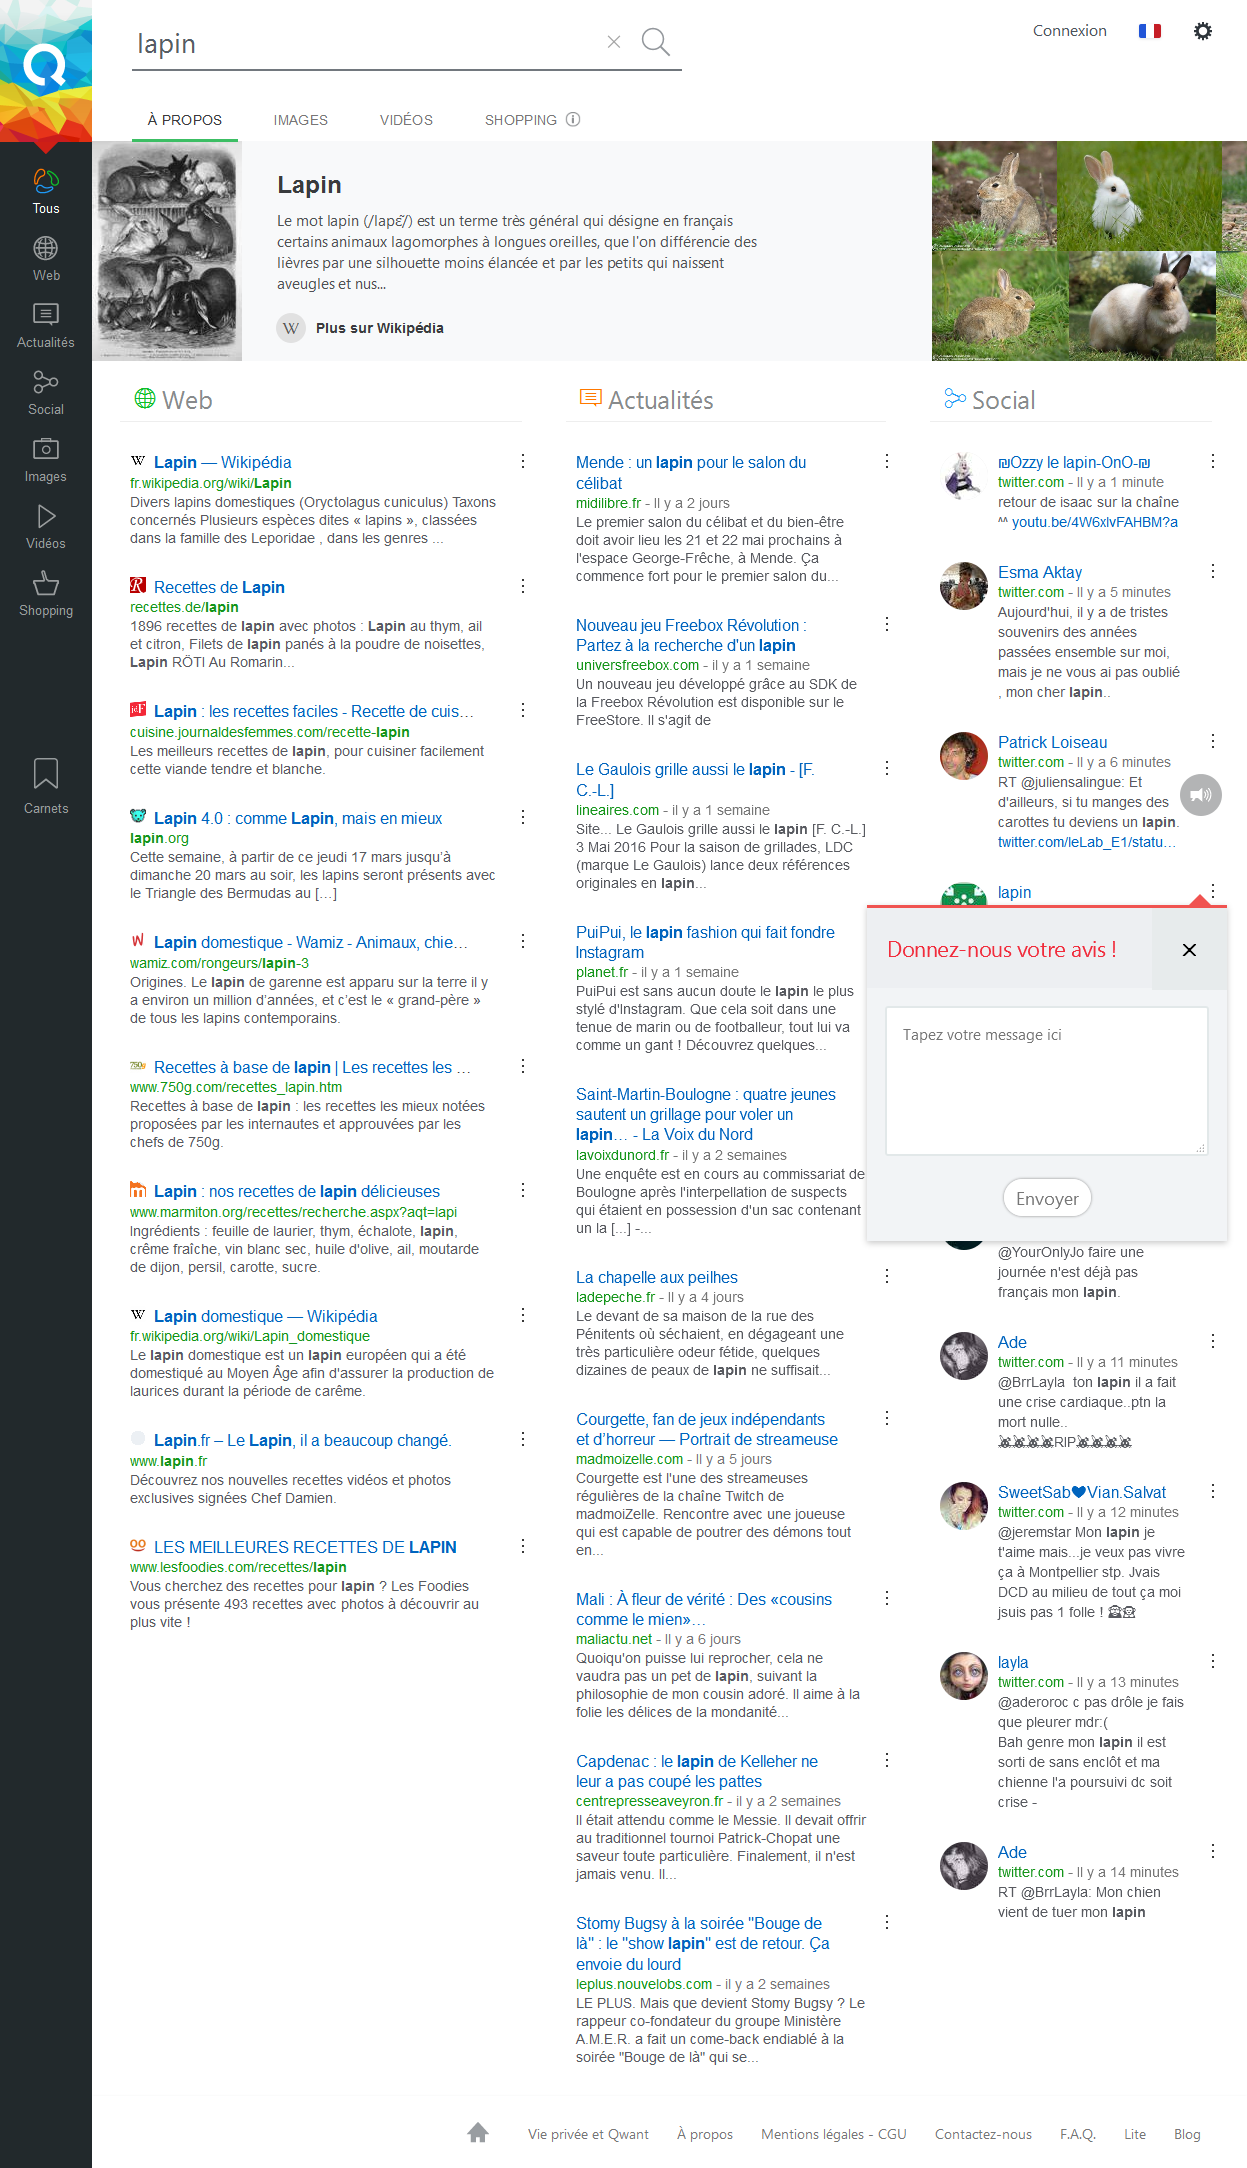 lapin
Connexion
À PROPOS
IMAGES
VIDÉOS
SHOPPING
Tous
Web
Actualités
Social
Images
Vidéos
Shopping
Carnets
Lapin
Le mot lapin (/lapɛ̃/) est un terme très général qui désigne en français
certains animaux lagomorphes à longues oreilles, que l'on différencie des
lièvres par une silhouette moins élancée et par les petits qui naissent
aveugles et nus...
W Plus sur Wikipédia
Web
W Lapin — Wikipédia
fr.wikipedia.org/wiki/Lapin
Divers lapins domestiques (Oryctolagus cuniculus) Taxons
concernés Plusieurs espèces dites « lapins », classées
dans la famille des Leporidae , dans les genres ...
R Recettes de Lapin
recettes.de/lapin
1896 recettes de lapin avec photos : Lapin au thym, ail
et citron, Filets de lapin panés à la poudre de noisettes,
Lapin RÖTI Au Romarin...
Lapin : les recettes faciles - Recette de cuis…
cuisine.journaldesfemmes.com/recette-lapin
Les meilleurs recettes de lapin, pour cuisiner facilement
cette viande tendre et blanche.
Lapin 4.0 : comme Lapin, mais en mieux
lapin.org
Cette semaine, à partir de ce jeudi 17 mars jusqu'à
dimanche 20 mars au soir, les lapins seront présents avec
le Triangle des Bermudas au […]
W Lapin domestique - Wamiz - Animaux, chie…
wamiz.com/rongeurs/lapin-3
Origines. Le lapin de garenne est apparu sur la terre il y
a environ un million d'années, et c'est le « grand-père »
de tous les lapins contemporains.
750g Recettes à base de lapin | Les recettes les …
www.750g.com/recettes_lapin.htm
Recettes à base de lapin : les recettes les mieux notées
proposées par les internautes et approuvées par les
chefs de 750g.
Lapin : nos recettes de lapin délicieuses
www.marmiton.org/recettes/recherche.aspx?aqt=lapi
Ingrédients : feuille de laurier, thym, échalote, lapin,
crême fraîche, vin blanc sec, huile d'olive, ail, moutarde
de dijon, persil, carotte, sucre.
W Lapin domestique — Wikipédia
fr.wikipedia.org/wiki/Lapin_domestique
Le lapin domestique est un lapin européen qui a été
domestiqué au Moyen Âge afin d'assurer la production de
laurices durant la période de carême.
Lapin.fr – Le Lapin, il a beaucoup changé.
www.lapin.fr
Découvrez nos nouvelles recettes vidéos et photos
exclusives signées Chef Damien.
LES MEILLEURES RECETTES DE LAPIN
www.lesfoodies.com/recettes/lapin
Vous cherchez des recettes pour lapin ? Les Foodies
vous présente 493 recettes avec photos à découvrir au
plus vite !
Actualités
Mende : un lapin pour le salon du
célibat
midilibre.fr - Il y a 2 jours
Le premier salon du célibat et du bien-être
doit avoir lieu les 21 et 22 mai prochains à
l'espace George-Frêche, à Mende. Ça
commence fort pour le premier salon du...
Nouveau jeu Freebox Révolution :
Partez à la recherche d'un lapin
universfreebox.com - il y a 1 semaine
Un nouveau jeu développé grâce au SDK de
la Freebox Révolution est disponible sur le
FreeStore. Il s'agit de
Le Gaulois grille aussi le lapin - [F.
C.-L.]
lineaires.com - il y a 1 semaine
Site... Le Gaulois grille aussi le lapin [F. C.-L.]
3 Mai 2016 Pour la saison de grillades, LDC
(marque Le Gaulois) lance deux références
originales en lapin...
PuiPui, le lapin fashion qui fait fondre
Instagram
planet.fr - il y a 1 semaine
PuiPui est sans aucun doute le lapin le plus
stylé d'Instagram. Que cela soit dans une
tenue de marin ou de footballeur, tout lui va
comme un gant ! Découvrez quelques...
Saint-Martin-Boulogne : quatre jeunes
sautent un grillage pour voler un
lapin… - La Voix du Nord
lavoixdunord.fr - il y a 2 semaines
Une enquête est en cours au commissariat de
Boulogne après l'interpellation de suspects
qui étaient en possession d'un sac contenant
un la [...] -...
La chapelle aux peilhes
ladepeche.fr - Il y a 4 jours
Le devant de sa maison de la rue des
Pénitents où séchaient, en dégageant une
très particulière odeur fétide, quelques
dizaines de peaux de lapin ne suffisait...
Courgette, fan de jeux indépendants
et d'horreur — Portrait de streameuse
madmoizelle.com - Il y a 5 jours
Courgette est l'une des streameuses
régulières de la chaîne Twitch de
madmoiZelle. Rencontre avec une joueuse
qui est capable de poutrer des démons tout
en...
Mali : À fleur de vérité : Des «cousins
comme le mien»…
maliactu.net - Il y a 6 jours
Quoiqu'on puisse lui reprocher, cela ne
vaudra pas un pet de lapin, suivant la
philosophie de mon cousin adoré. Il aime à la
folie les délices de la mondanité...
Capdenac : le lapin de Kelleher ne
leur a pas coupé les pattes
centrepresseaveyron.fr - il y a 2 semaines
Il était attendu comme le Messie. Il devait offrir
au traditionnel tournoi Patrick-Chopat une
saveur toute particulière. Finalement, il n'est
jamais venu. Il...
Stomy Bugsy à la soirée "Bouge de
là" : le "show lapin" est de retour. Ça
envoie du lourd
leplus.nouvelobs.com - il y a 2 semaines
LE PLUS. Mais que devient Stomy Bugsy ? Le
rappeur co-fondateur du groupe Ministère
A.M.E.R. a fait un come-back endiablé à la
soirée "Bouge de là" qui se...
Social
₪Ozzy le lapin-OnO-₪
twitter.com - Il y a 1 minute
retour de isaac sur la chaîne
^^ youtu.be/4W6xlvFAHBM?a
Esma Aktay
twitter.com - Il y a 5 minutes
Aujourd'hui, il y a de tristes
souvenirs des années
passées ensemble sur moi,
mais je ne vous ai pas oublié
, mon cher lapin..
Patrick Loiseau
twitter.com - Il y a 6 minutes
RT @juliensalingue: Et
d'ailleurs, si tu manges des
carottes tu deviens un lapin.
twitter.com/leLab_E1/statu…
lapin
Donnez-nous votre avis !
Tapez votre message ici
Envoyer
@YourOnlyJo faire une
journée n'est déjà pas
français mon lapin.
Ade
twitter.com - Il y a 11 minutes
@BrrLayla ton lapin il a fait
une crise cardiaque..ptn la
mort nulle..
RIP
SweetSab♥Vian.Salvat
twitter.com - Il y a 12 minutes
@jeremstar Mon lapin je
t'aime mais...je veux pas vivre
ça à Montpellier stp. Jvais
DCD au milieu de tout ça moi
jsuis pas 1 folle !
layla
twitter.com - Il y a 13 minutes
@aderoroc c pas drôle je fais
que pleurer mdr:(
Bah genre mon lapin il est
sorti de sans enclôt et ma
chienne l'a poursuivi dc soit
crise -
Ade
twitter.com - Il y a 14 minutes
RT @BrrLayla: Mon chien
vient de tuer mon lapin
Vie privée et Qwant
À propos
Mentions légales - CGU
Contactez-nous
F.A.Q.
Lite
Blog